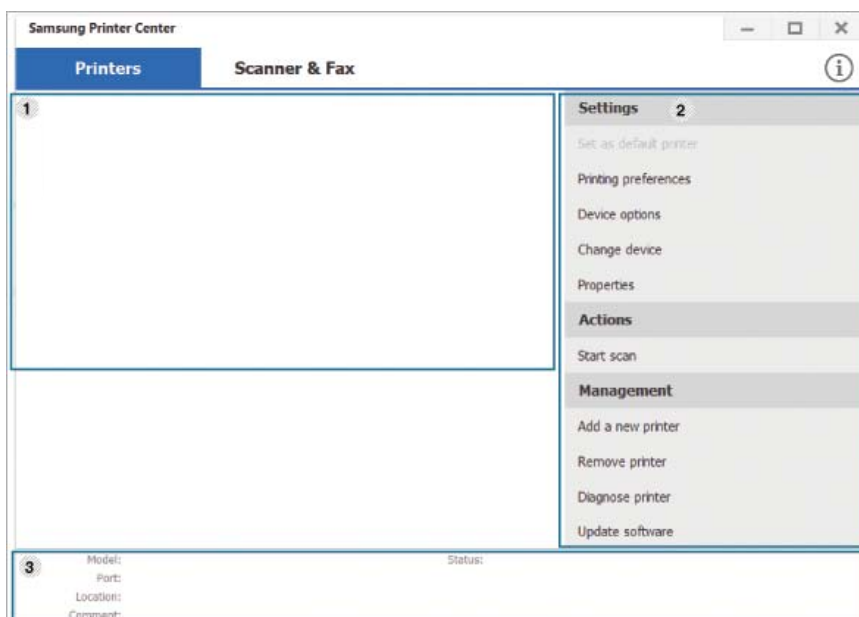 Samsung Printer Center
Printers Scanner & Fax
1
Settings 2
Set as default printer
Printing preferences
Device options
Change device
Properties
Actions
Start scan
Management
Add a new printer
Remove printer
Diagnose printer
Update software
3
Model: Status:
Port:
Location:
Comment: